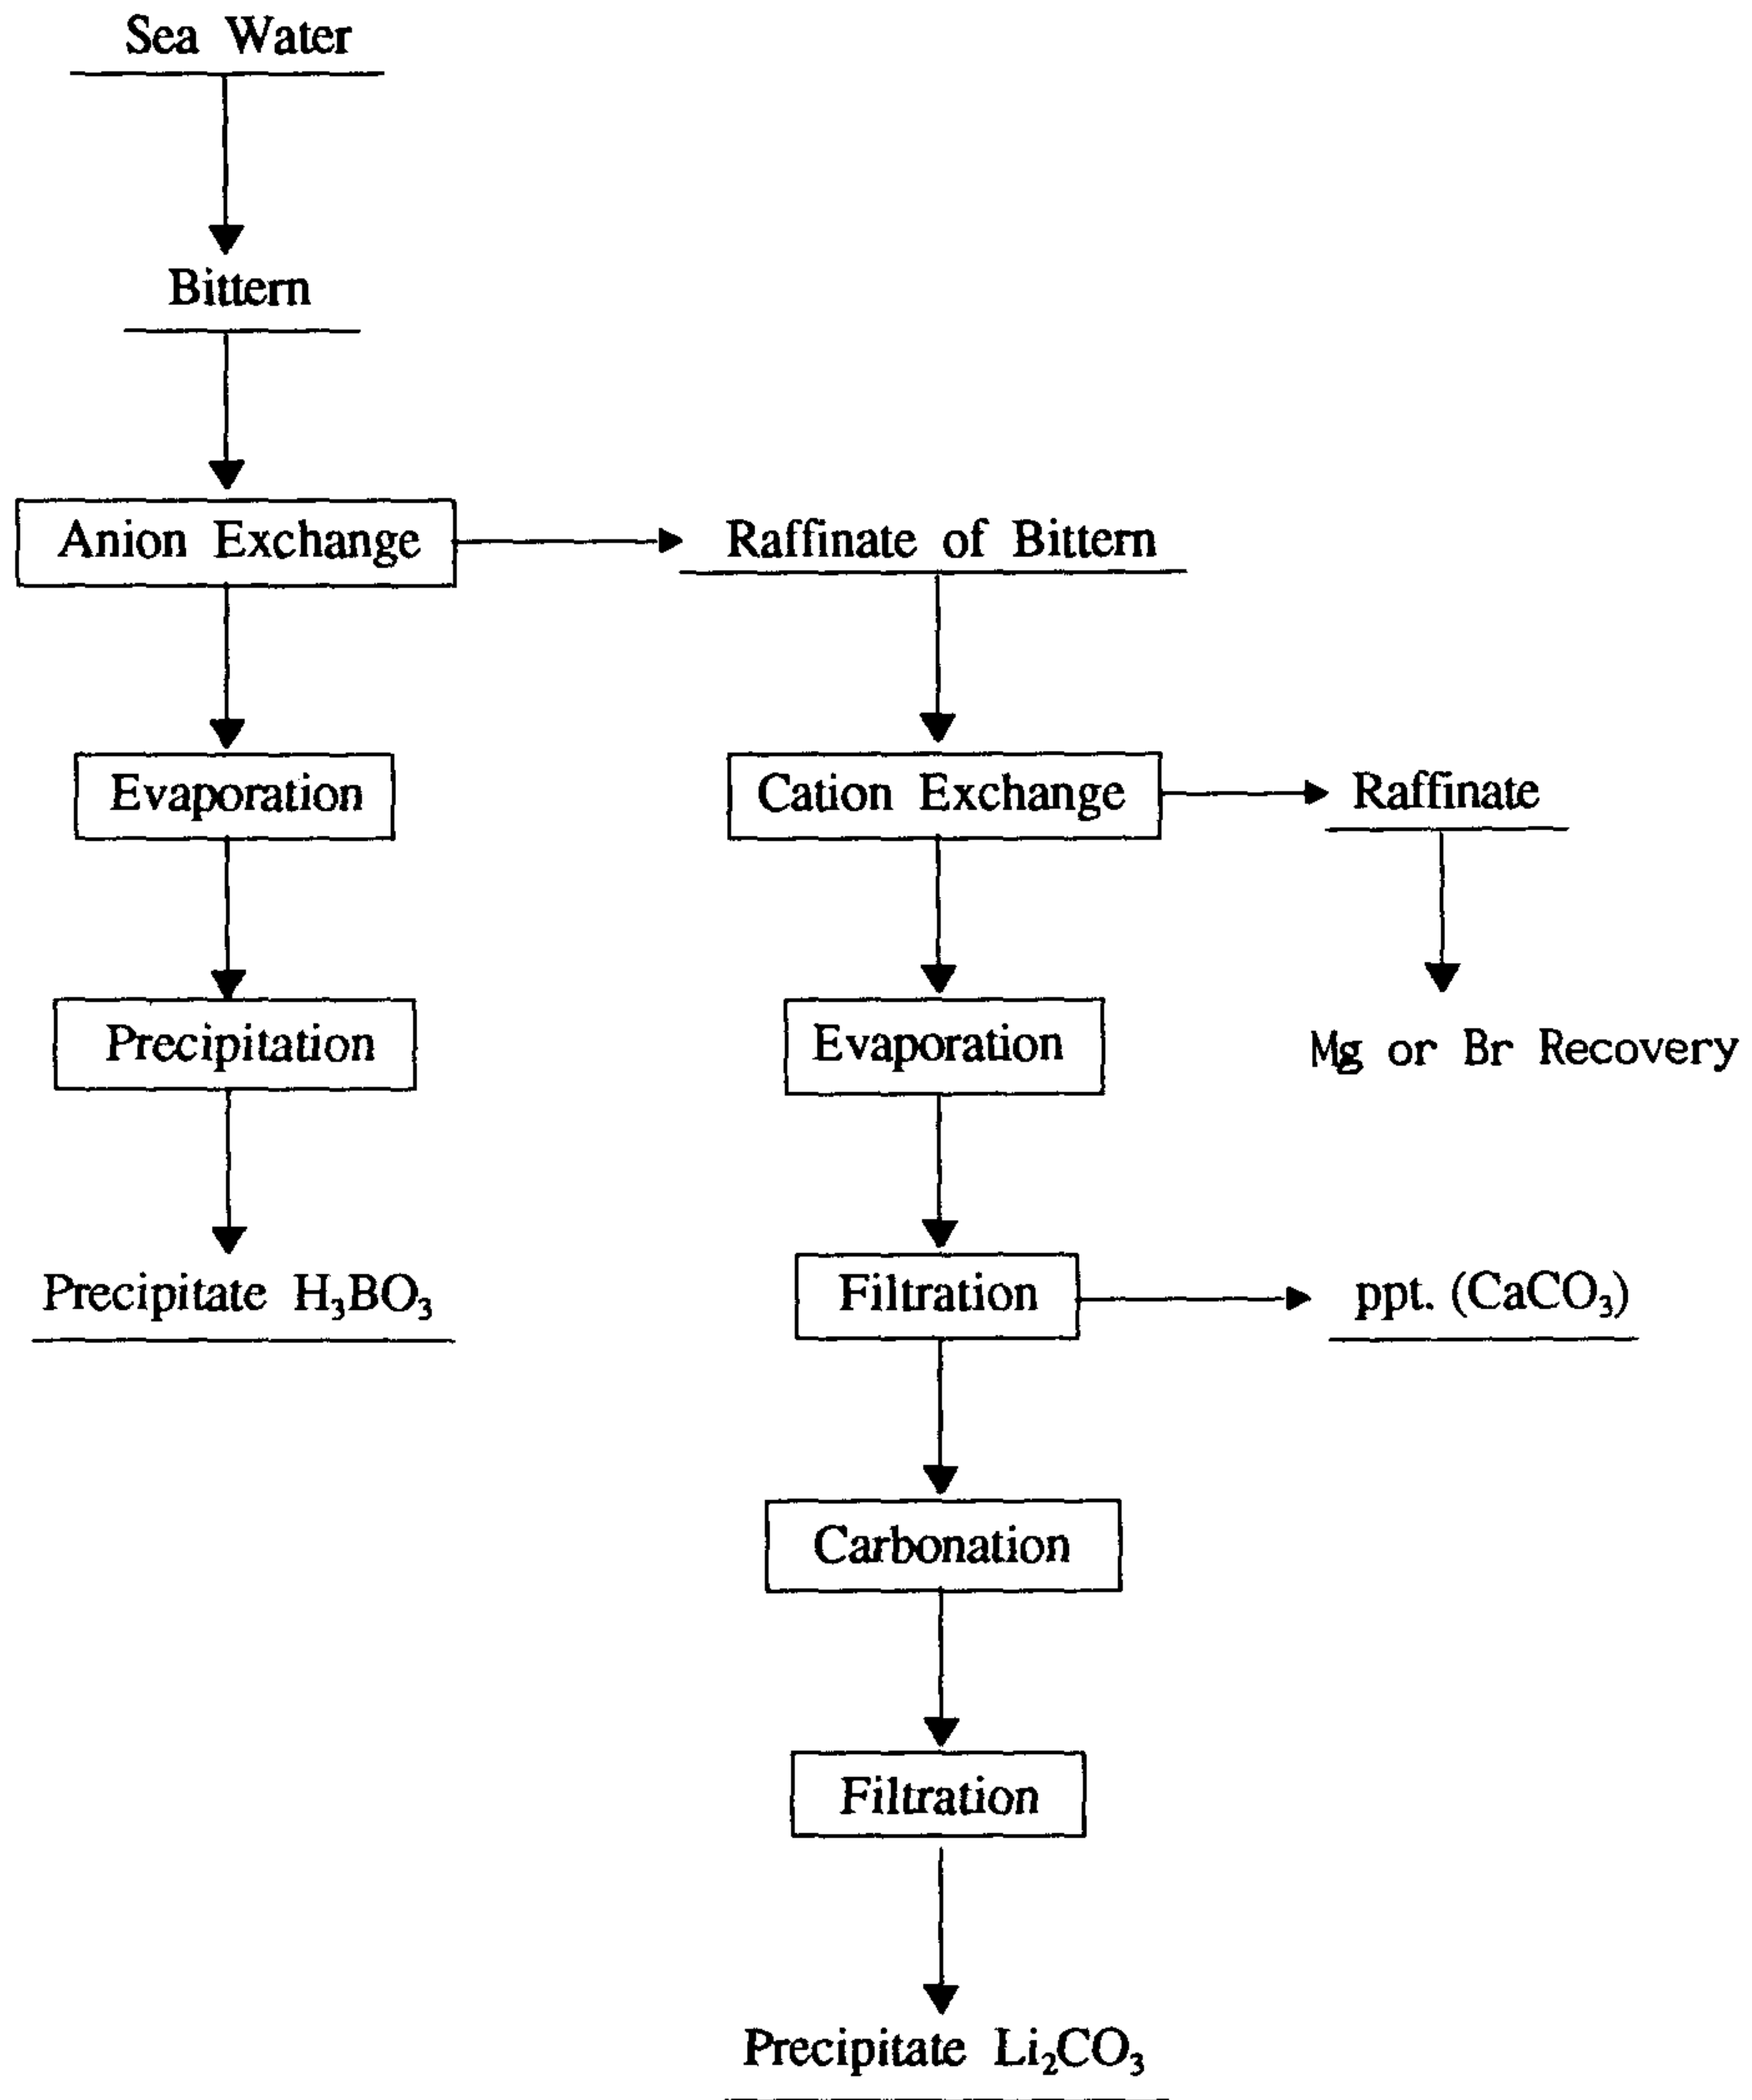 Sea Water
Bittern
Anion Exchange
Raffinate of Bittern
Evaporation
Cation Exchange
Raffinate
Precipitation
Evaporation
Mg or Br Recovery
Precipitate H₃BO₃
Filtration
ppt. (CaCO₃)
Carbonation
Filtration
Precipitate Li₂CO₃